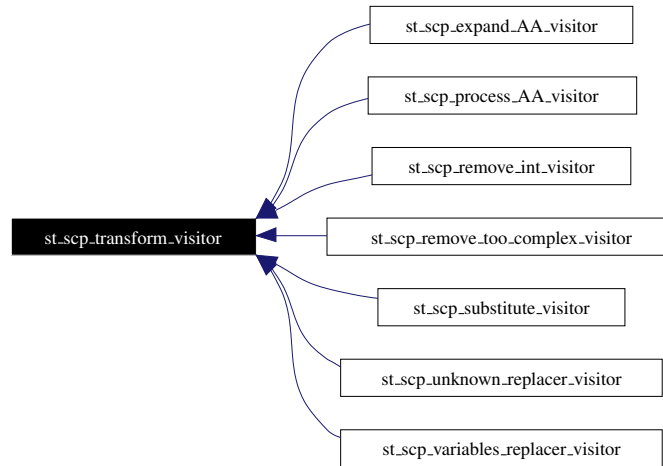 st_scp_expand_AA_visitor
st_scp_process_AA_visitor
st_scp_remove_int_visitor
st_scp_transform_visitor
st_scp_remove_too_complex_visitor
st_scp_substitute_visitor
st_scp_unknown_replacer_visitor
st_scp_variables_replacer_visitor